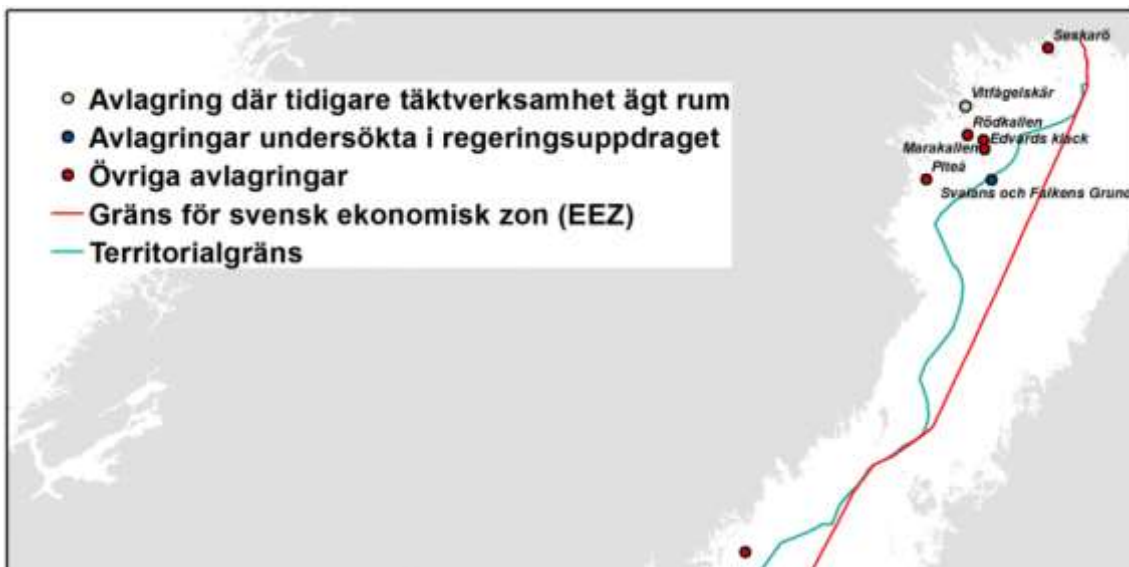 Avlagring där tidigare täktverksamhet ägt rum
Avlagringar undersökta i regeringsuppdraget
Övriga avlagringar
Gräns för svensk ekonomisk zon (EEZ)
Territorialgräns
Seskarö
Vitfågelskär
Rödkallen
Edvards klack
Marakallen
Piteå
Svalans och Falkens Grund